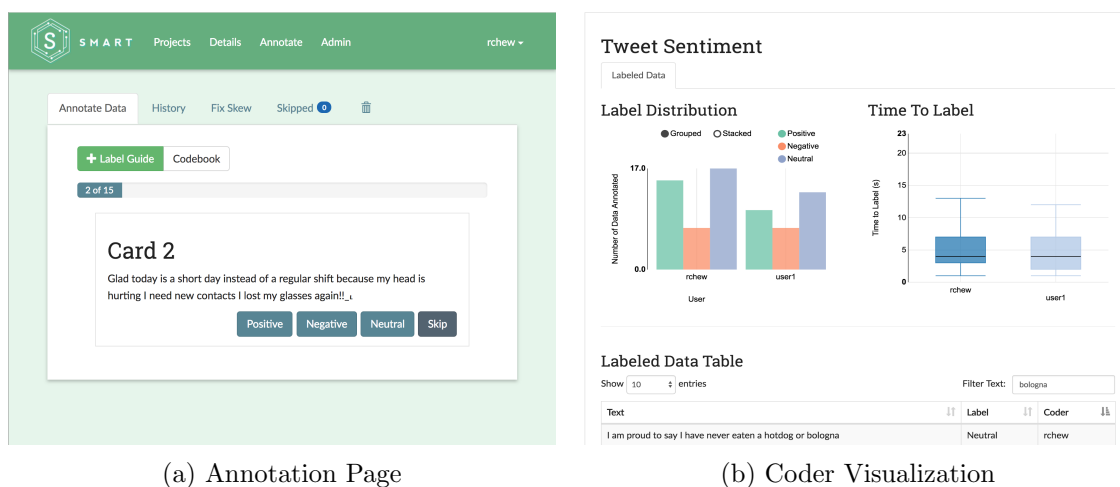 S SMART Projects Details Annotate Admin rchew
Annotate Data History Fix Skew Skipped 0
+ Label Guide Codebook
2 of 15
Card 2
Glad today is a short day instead of a regular shift because my head is
hurting I need new contacts I lost my glasses again!!_
Positive Negative Neutral Skip
(a) Annotation Page
Tweet Sentiment
Labeled Data
Label Distribution
Grouped Stacked Positive
Negative
Neutral
17.0
0.0
Number of Data Annotated
rchew user1
User
Time To Label
23
20
15
10
5
0
Time to Label (s)
rchew
user1
Labeled Data Table
Show 10 entries Filter Text: bologna
Text Label Coder
I am proud to say I have never eaten a hotdog or bologna Neutral rchew
(b) Coder Visualization